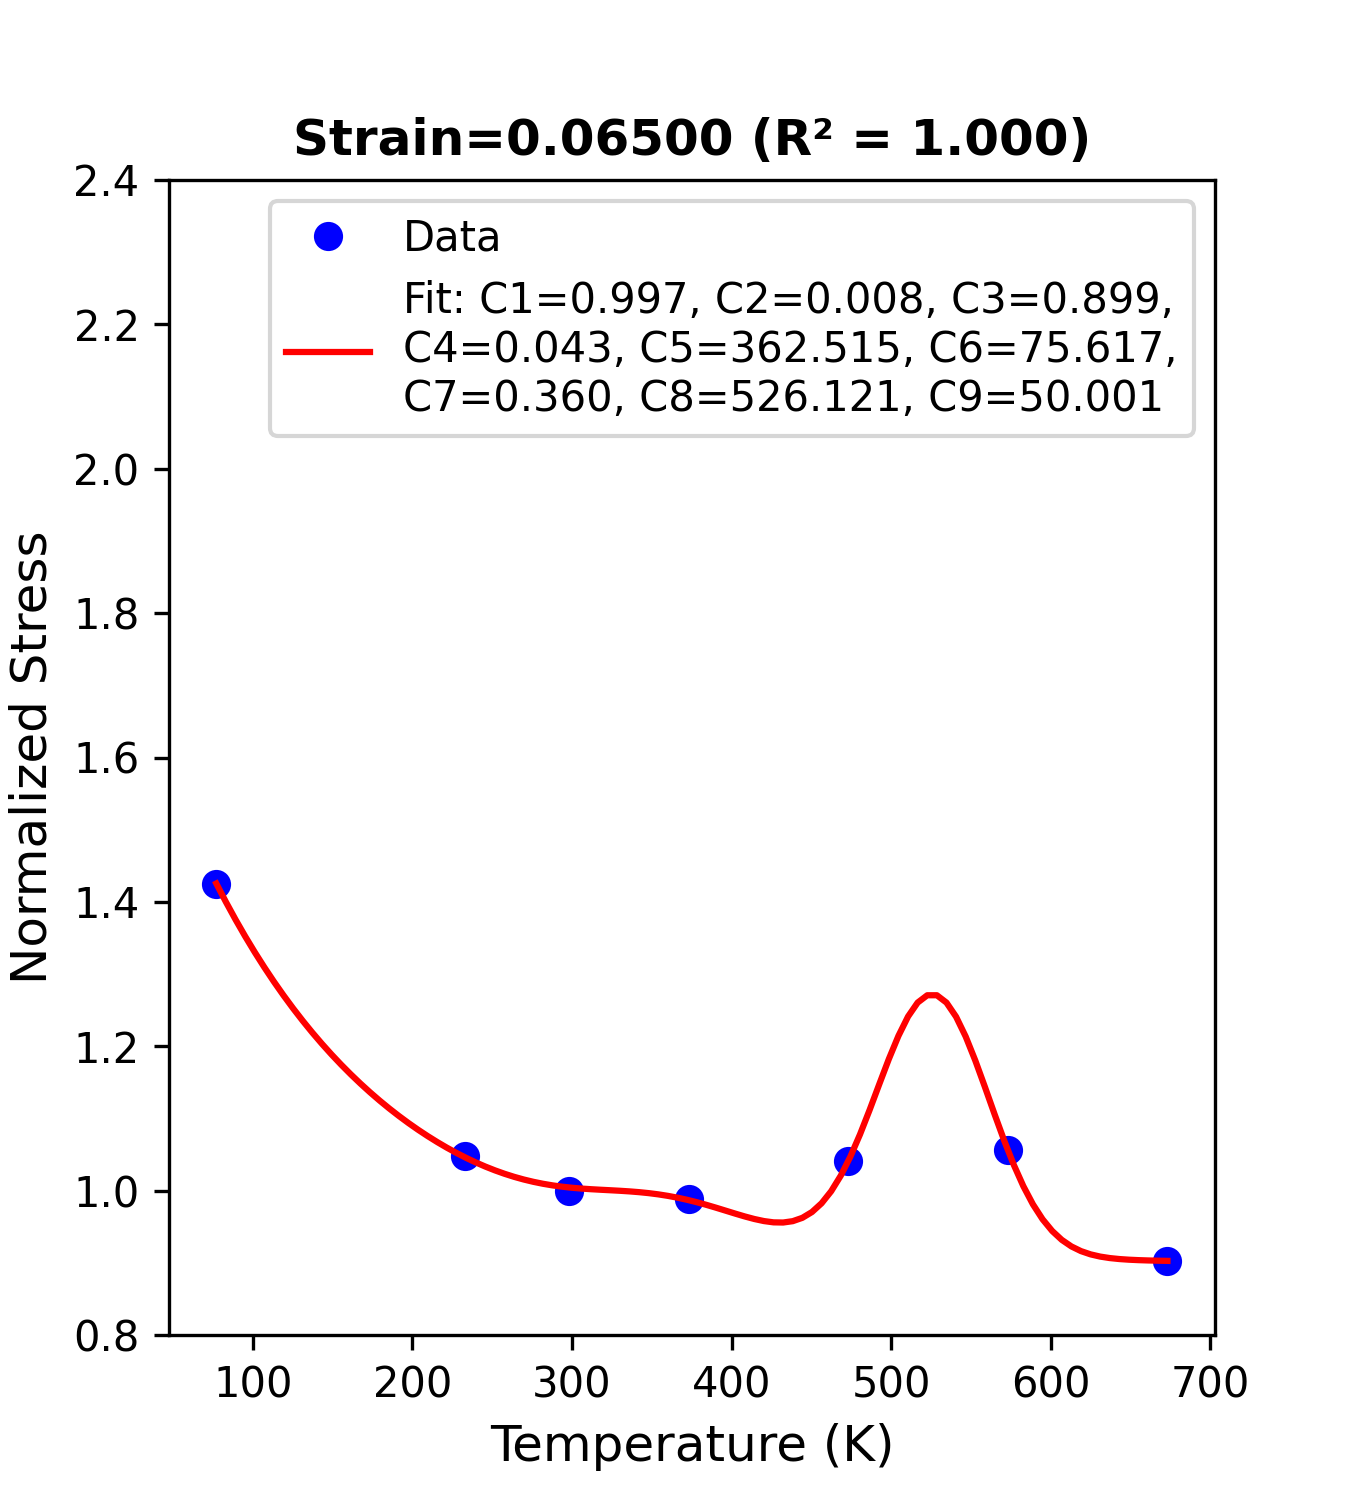 Strain=0.06500 (R² = 1.000)
Data
Fit: C1=0.997, C2=0.008, C3=0.899,
C4=0.043, C5=362.515, C6=75.617,
C7=0.360, C8=526.121, C9=50.001
Normalized Stress
2.4
2.2
2.0
1.8
1.6
1.4
1.2
1.0
0.8
100 200 300 400 500 600 700
Temperature (K)